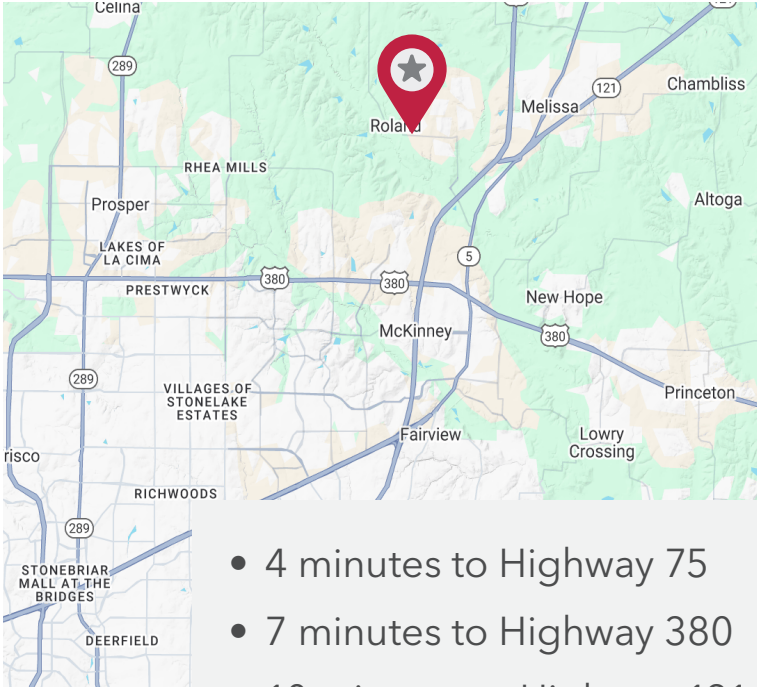 Celina
121
289
Chambliss
121
Melissa
Roland
RHEA MILLS
Prosper
Altoga
LAKES OF
LA CIMA
5
380
380
PRESTWYCK
New Hope
McKinney
380
289
VILLAGES OF
STONELAKE
ESTATES
Princeton
Fairview
Lowry
Crossing
risco
RICHWOODS
289
STONEBRIAR
MALL AT THE
BRIDGES
DEERFIELD
• 4 minutes to Highway 75
• 7 minutes to Highway 380